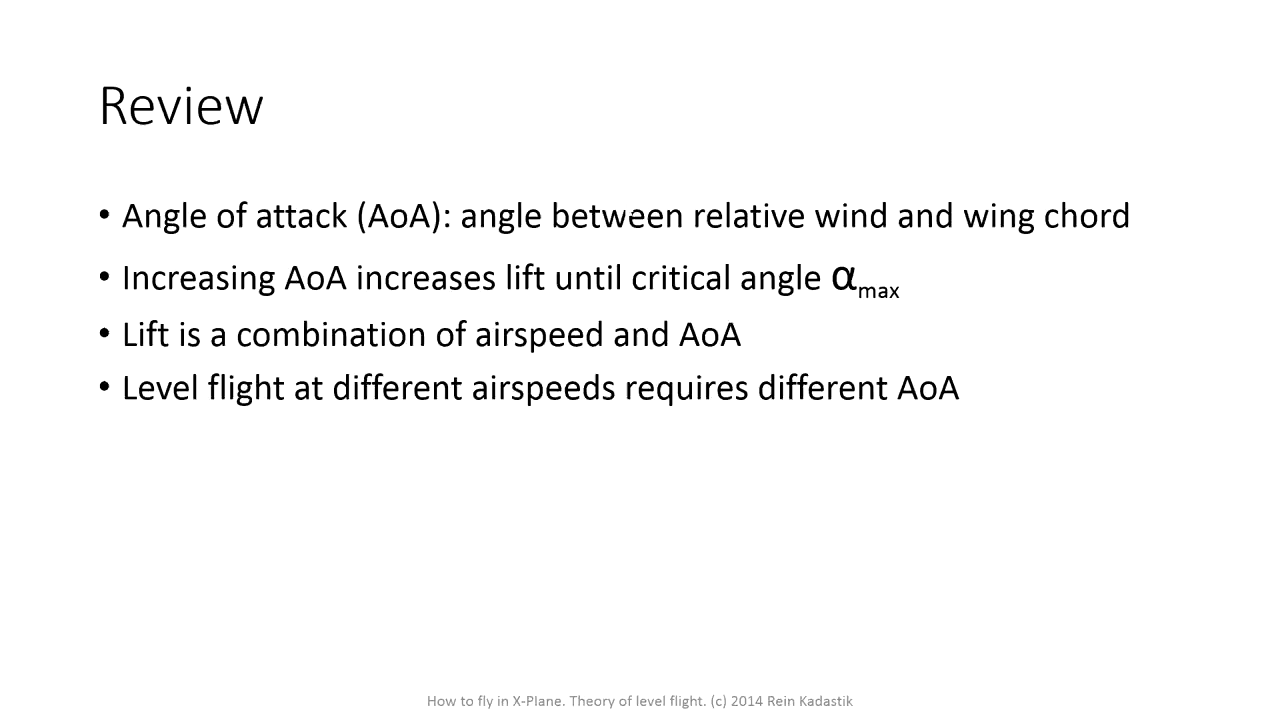 Review
• Angle of attack (AoA): angle between relative wind and wing chord
• Increasing AoA increases lift until critical angle αmax
• Lift is a combination of airspeed and AoA
• Level flight at different airspeeds requires different AoA
How to fly in X-Plane. Theory of level flight. (c) 2014 Rein Kadastik